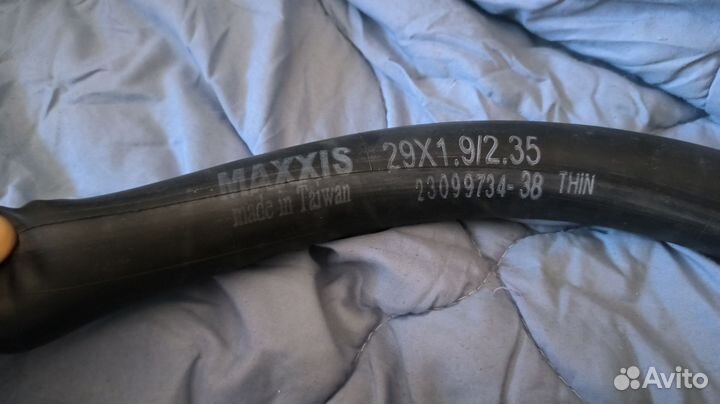 MAXXIS 29X1.9/2.35
made in Taiwan 23099734-38 THIN
Avito